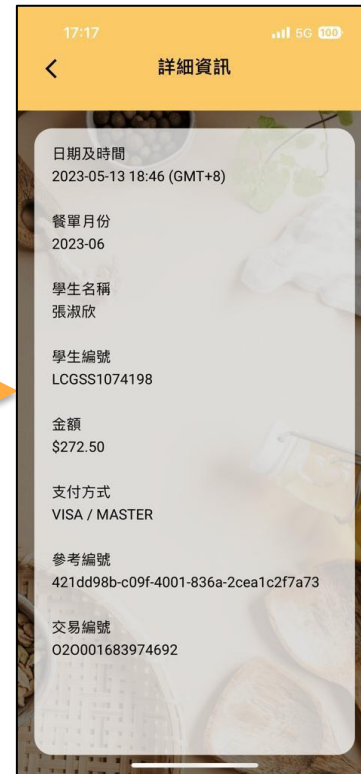 17:17
5G 100
詳細資訊
日期及時間
2023-05-13 18:46 (GMT+8)
餐單月份
2023-06
學生名稱
張淑欣
學生編號
LCGSS1074198
金額
$272.50
支付方式
VISA / MASTER
參考編號
421dd98b-c09f-4001-836a-2cea1c2f7a73
交易編號
O2O001683974692